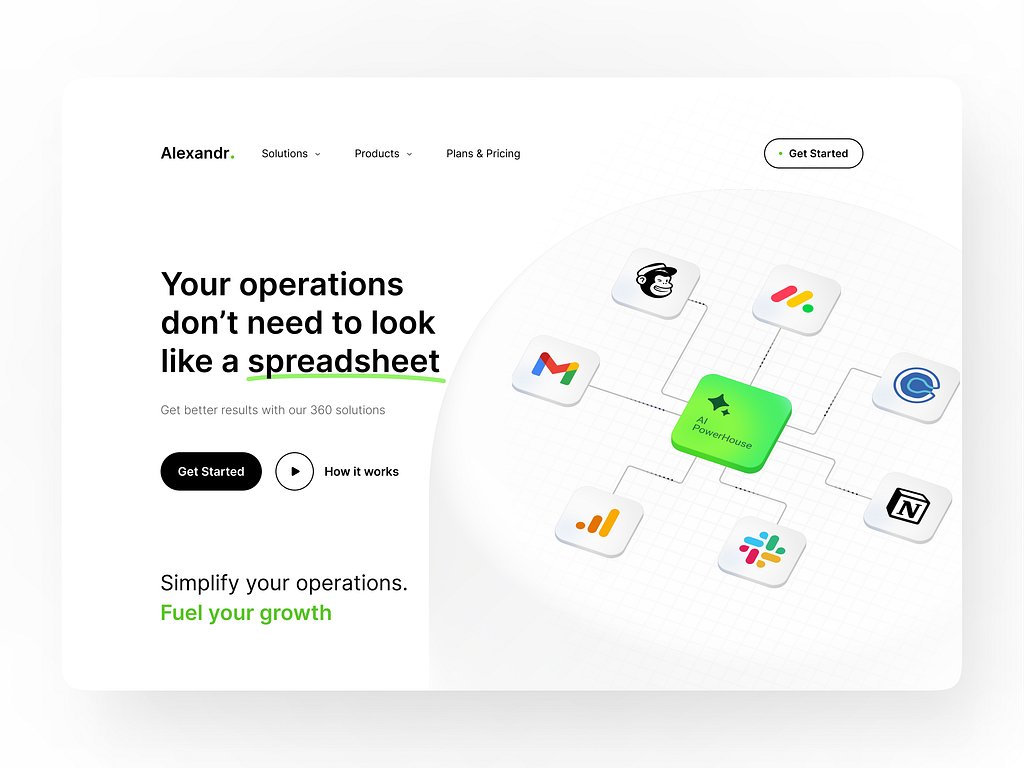 Alexandr.
Solutions
Products
Plans & Pricing
Get Started
Your operations
don’t need to look
like a spreadsheet
Get better results with our 360 solutions
Get Started
How it works
Simplify your operations.
Fuel your growth
AI
PowerHouse
N